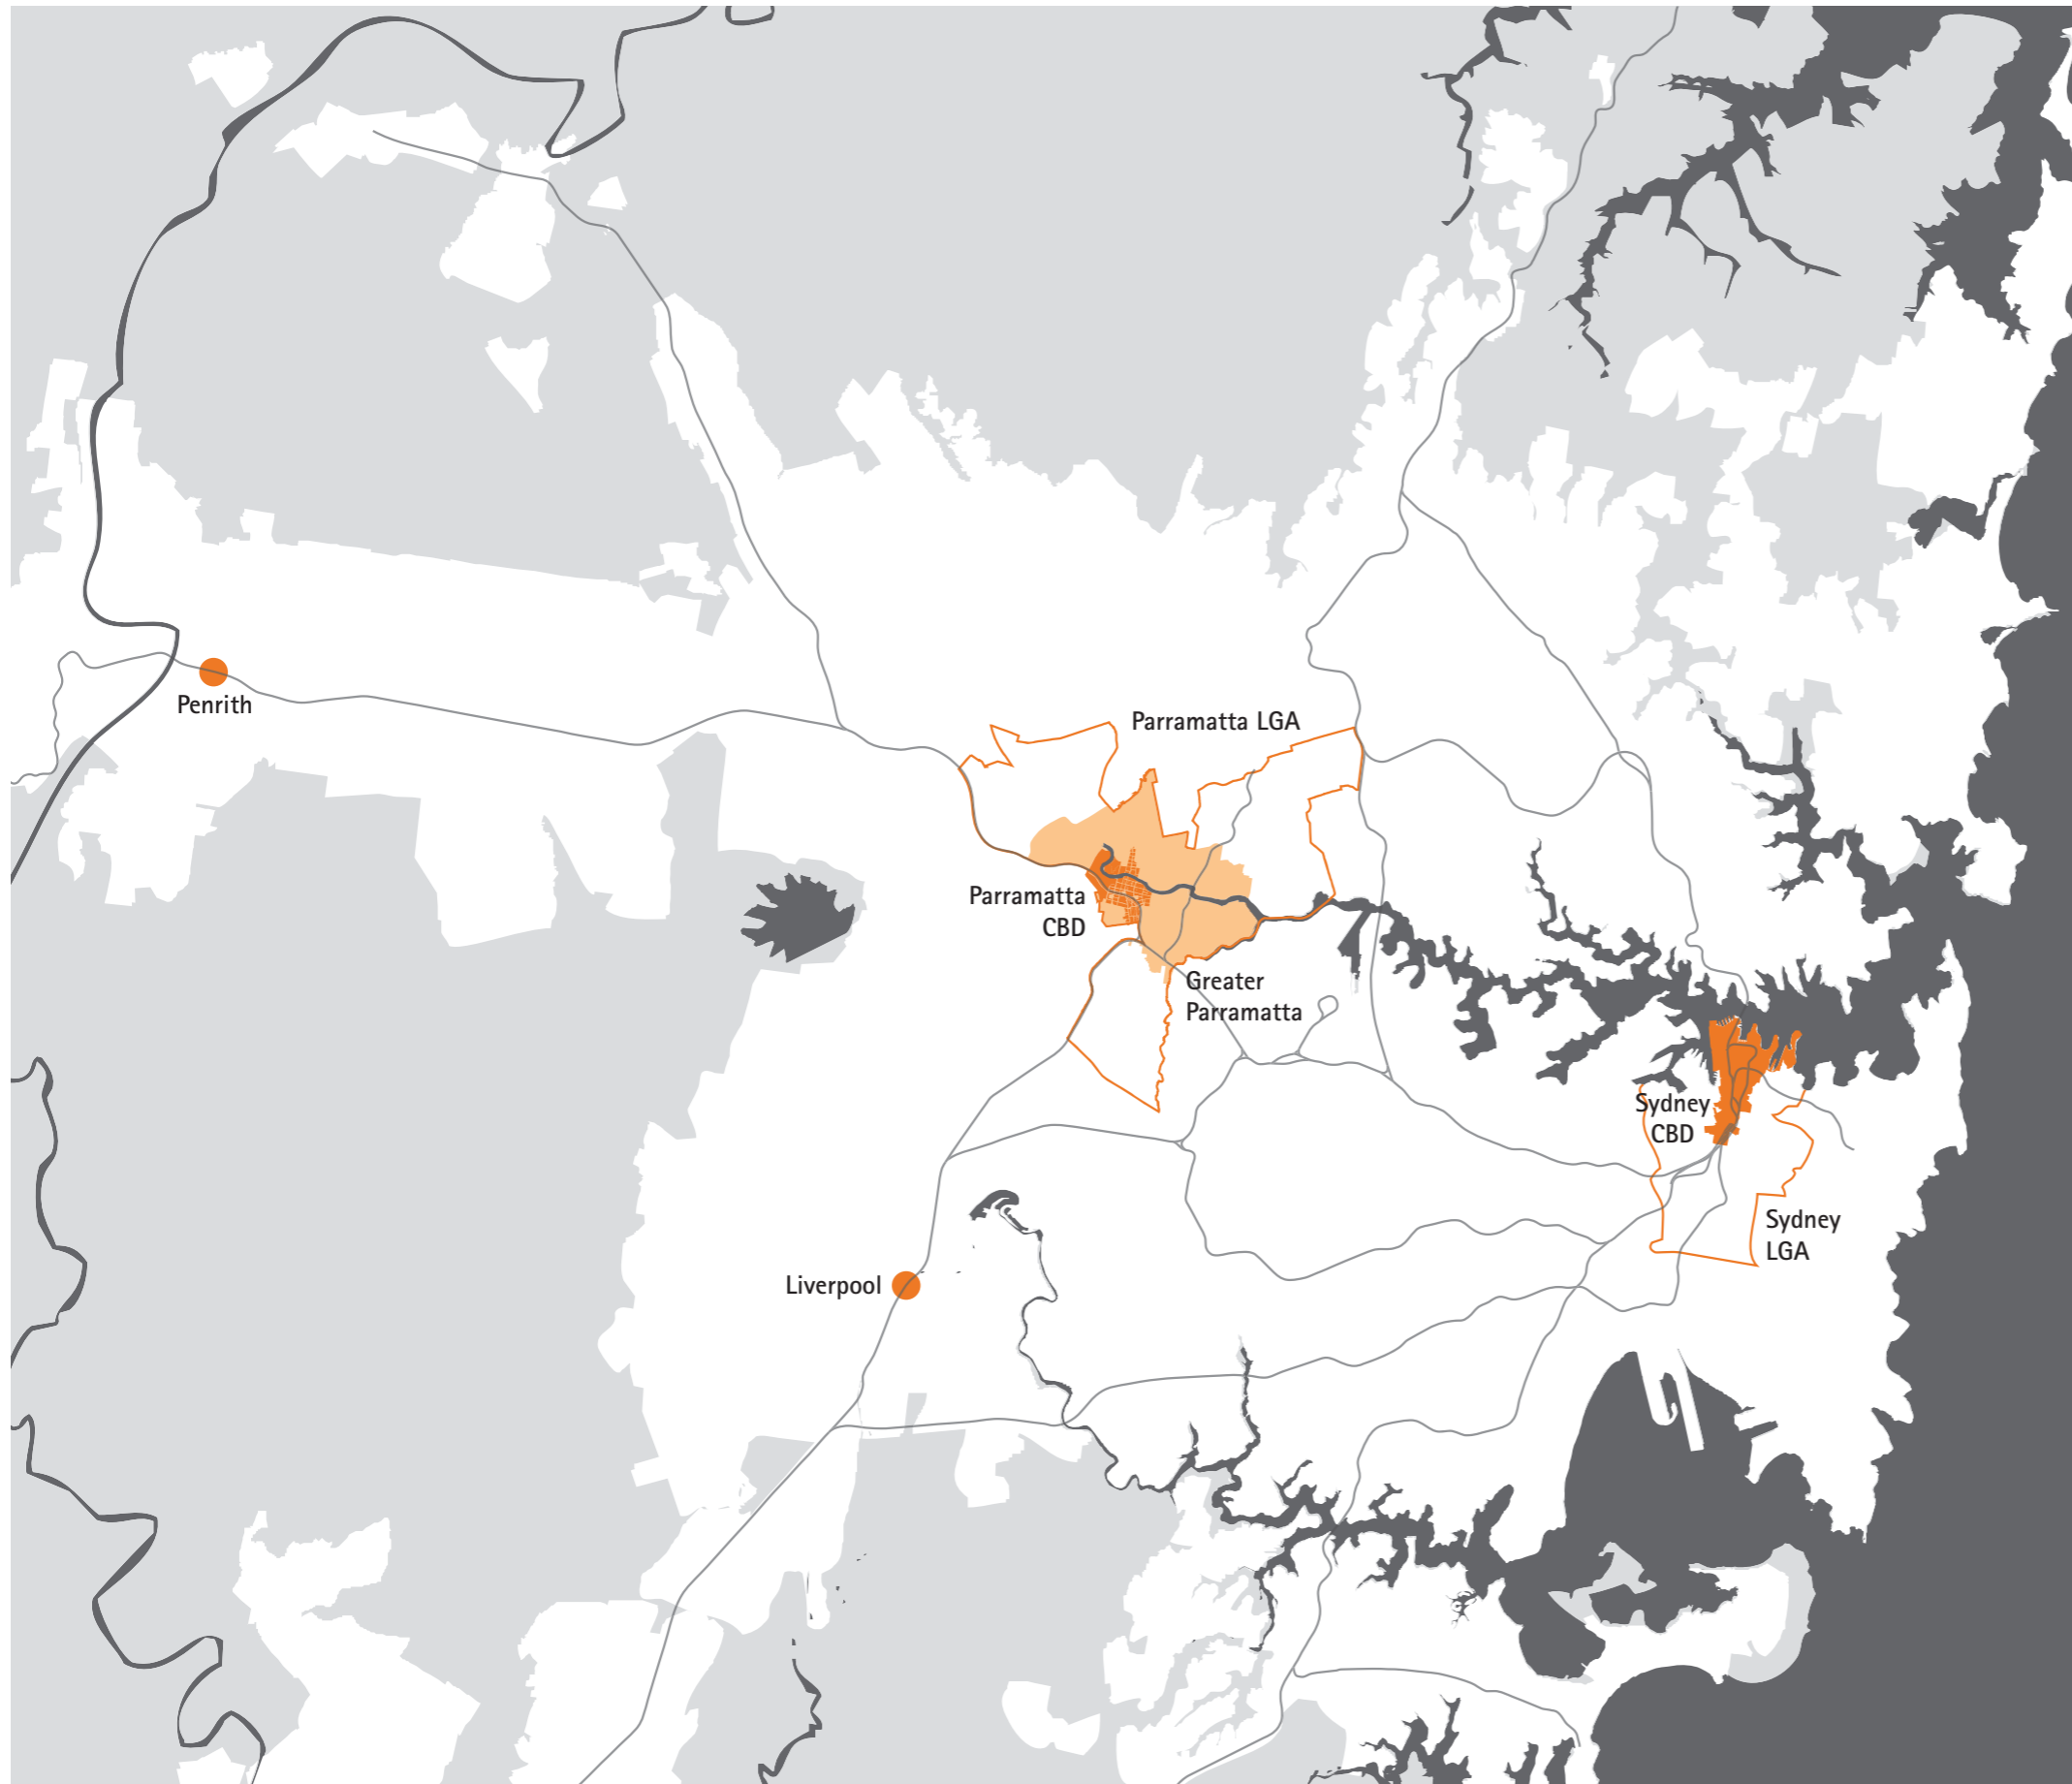 Penrith
Parramatta LGA
Parramatta
CBD
Greater
Parramatta
Sydney
CBD
Sydney
LGA
Liverpool